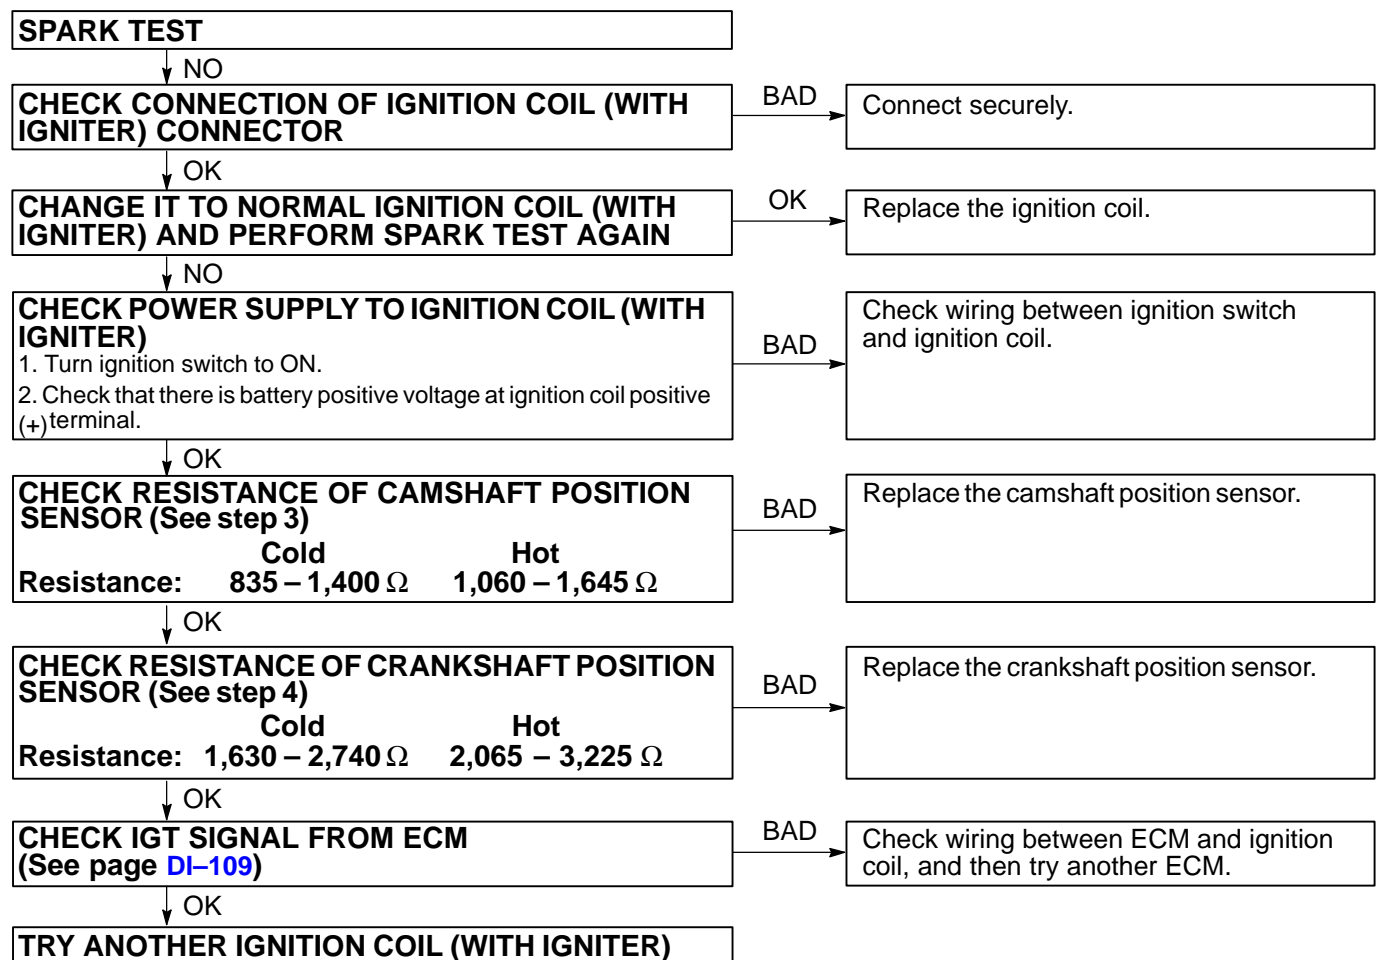 SPARK TEST
NO
CHECK CONNECTION OF IGNITION COIL (WITH
IGNITER) CONNECTOR
BAD
Connect securely.
OK
CHANGE IT TO NORMAL IGNITION COIL (WITH
IGNITER) AND PERFORM SPARK TEST AGAIN
OK
Replace the ignition coil.
NO
CHECK POWER SUPPLY TO IGNITION COIL (WITH
IGNITER)
1. Turn ignition switch to ON.
2. Check that there is battery positive voltage at ignition coil positive
(+) terminal.
BAD
Check wiring between ignition switch
and ignition coil.
OK
CHECK RESISTANCE OF CAMSHAFT POSITION
SENSOR (See step 3)
Cold Hot
Resistance: 835 – 1,400 Ω 1,060 – 1,645 Ω
BAD
Replace the camshaft position sensor.
OK
CHECK RESISTANCE OF CRANKSHAFT POSITION
SENSOR (See step 4)
Cold Hot
Resistance: 1,630 – 2,740 Ω 2,065 – 3,225 Ω
BAD
Replace the crankshaft position sensor.
OK
CHECK IGT SIGNAL FROM ECM
(See page DI–109)
BAD
Check wiring between ECM and ignition
coil, and then try another ECM.
OK
TRY ANOTHER IGNITION COIL (WITH IGNITER)